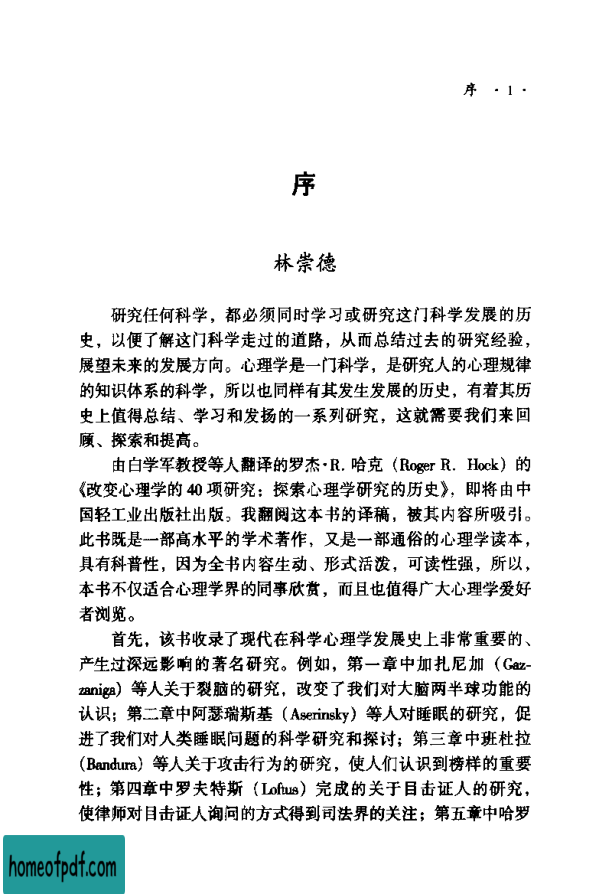 序 ·1·
序
林崇德
研究任何科学，都必须同时学习或研究这门科学发展的历
史，以便了解这门科学走过的道路，从而总结过去的研究经验，
展望未来的发展方向。心理学是一门科学，是研究人的心理规律
的知识体系的科学，所以也同样有其发生发展的历史，有着其历
史上值得总结、学习和发扬的一系列研究，这就需要我们来回
顾、探索和提高。
由白学军教授等人翻译的罗杰·R. 哈克（Roger R. Hock）的
《改变心理学的 40 项研究：探索心理学研究的历史》，即将由中
国轻工业出版社出版。我翻阅这本书的译稿，被其内容所吸引。
此书既是一部高水平的学术著作，又是一部通俗的心理学读本，
具有科普性，因为全书内容生动、形式活泼，可读性强，所以，
本书不仅适合心理学界的同事欣赏，而且也值得广大心理学爱好
者浏览。
首先，该书收录了现代在科学心理学发展史上非常重要的、
产生过深远影响的著名研究。例如，第一章中加扎尼加（Gaz-
zaniga）等人关于裂脑的研究，改变了我们对大脑两半球功能的
认识；第二章中阿瑟瑞斯基（Aserinsky）等人对睡眠的研究，促
进了我们对人类睡眠问题的科学研究和探讨；第三章中班杜拉
(Bandura) 等人关于攻击行为的研究，使人们认识到榜样的重要
性；第四章中罗夫特斯（Loftus）完成的关于目击证人的研究，
使律师对目击证人询问的方式得到司法界的关注；第五章中哈罗
homeofpdf.com